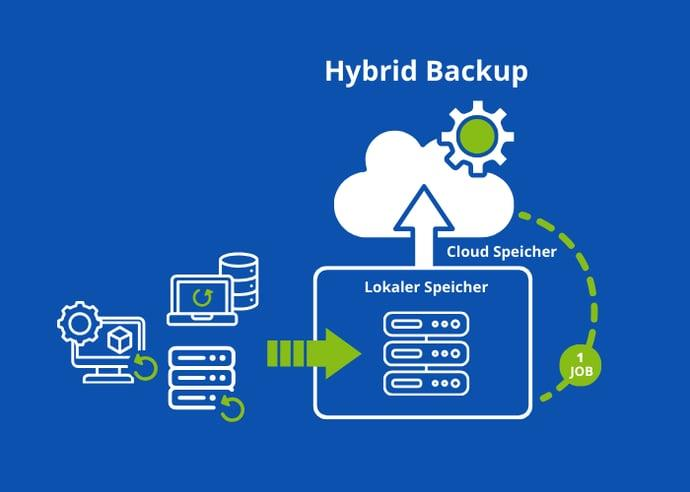 Hybrid Backup
Cloud Speicher
Lokaler Speicher
1
JOB